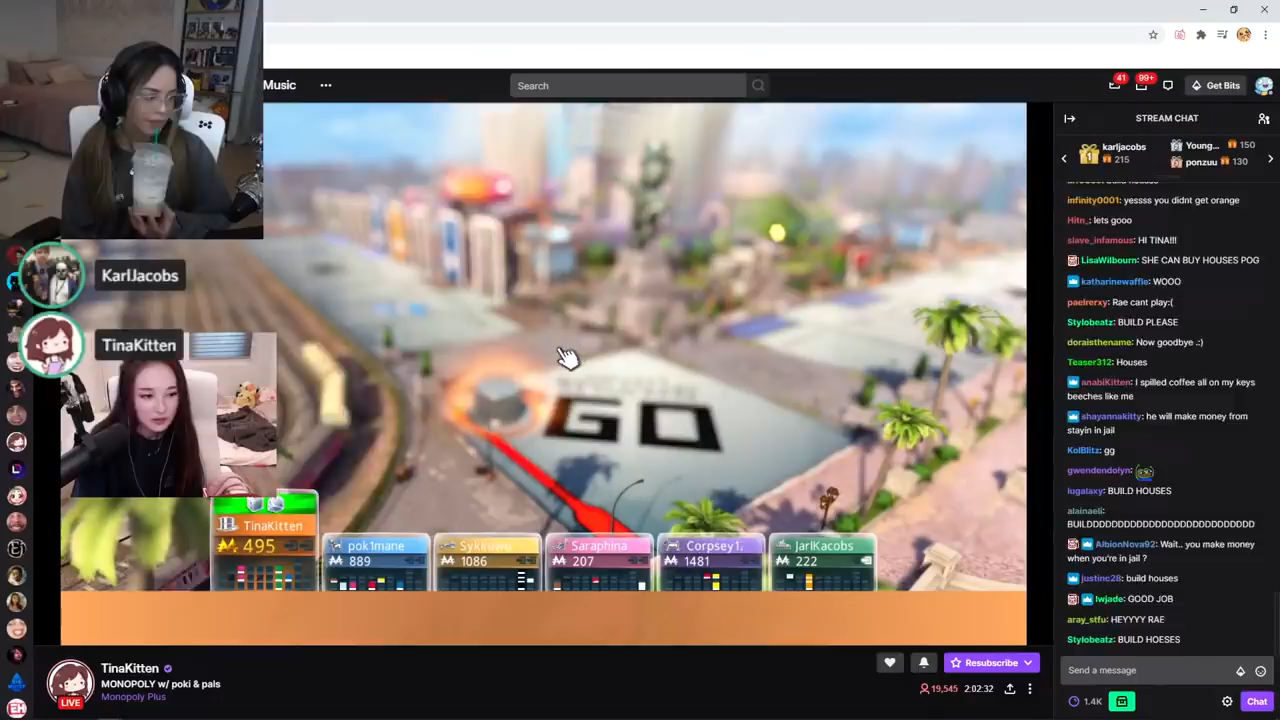 Music
Search
41
99+
Get Bits
STREAM CHAT
karljacobs
215
Young...
150
ponzuu
130
infinity0001: yessss you didnt get orange
Hitn_: lets gooo
slave_infamous: HI TINA!!!
LisaWilbourn: SHE CAN BUY HOUSES POG
katharinewaffle: WOOO
paelrerxy: Rae cant play:(
Stylobeatz: BUILD PLEASE
doraisthename: Now goodbye .:)
Teaser312: Houses
anabiKitten: I spilled coffee all on my keys
beeches like me
shayannakitty: he will make money from
stayin in jail
KolBlitz: gg
gwendendolyn:
iugalaxy: BUILD HOUSES
alainaeli:
BUILDDDDDDDDDDDDDDDDDDDDDDDDDD
AlbionNova92: Wait.. you make money
when you're in jail ?
justinc28: build houses
lwjade: GOOD JOB
aray_stfu: HEYYYY RAE
Stylobeatz: BUILD HOESES
Send a message
1.4K
Chat
KarlJacobs
TinaKitten
GO
TinaKitten
495
pok1mane
889
Sykkuwu
1086
Saraphina
207
Corpsey1.
1481
JarlKacobs
222
TinaKitten
MONOPOLY w/ poki & pals
Monopoly Plus
LIVE
Resubscribe
19,545
2:02:32